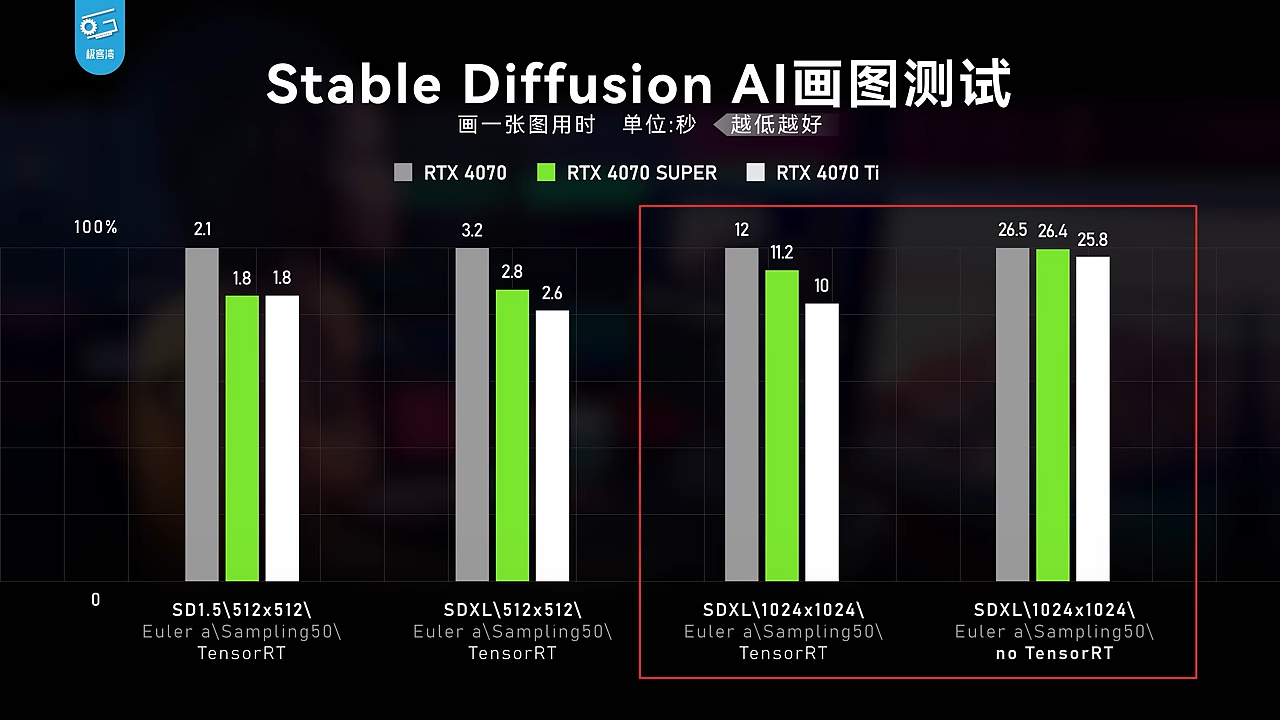 极客湾
Stable Diffusion AI画图测试
画一张图用时 单位:秒 越低越好
RTX 4070 RTX 4070 SUPER RTX 4070 Ti
100%
2.1 1.8 1.8
3.2 2.8 2.6
12 11.2 10
26.5 26.4 25.8
0
SD1.5\512x512\
Euler a\Sampling50\
TensorRT
SDXL\512x512\
Euler a\Sampling50\
TensorRT
SDXL\1024x1024\
Euler a\Sampling50\
TensorRT
SDXL\1024x1024\
Euler a\Sampling50\
no TensorRT